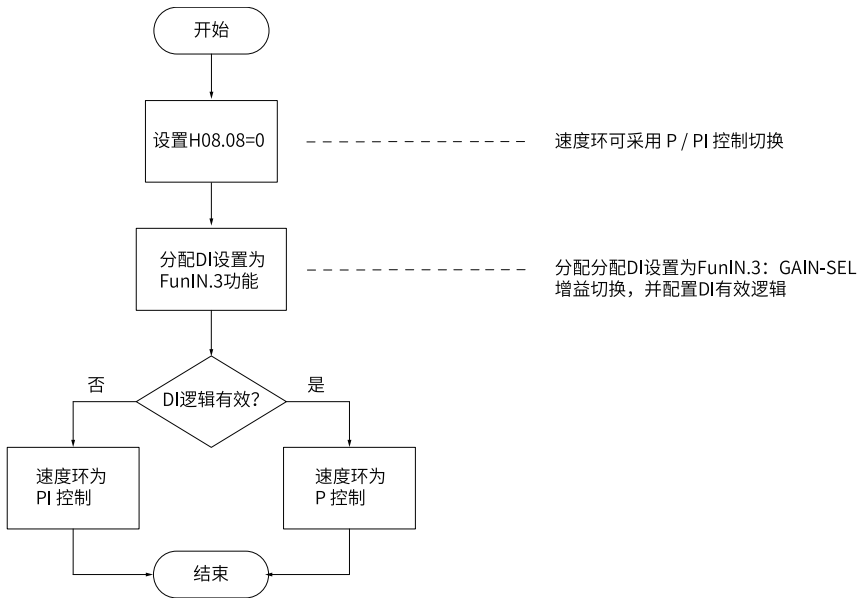 开始
设置H08.08=0
速度环可采用 P / PI 控制切换
分配DI设置为
FunIN.3功能
分配分配DI设置为FunIN.3：GAIN-SEL
增益切换，并配置DI有效逻辑
DI逻辑有效？
否
是
速度环为
PI 控制
速度环为
P 控制
结束